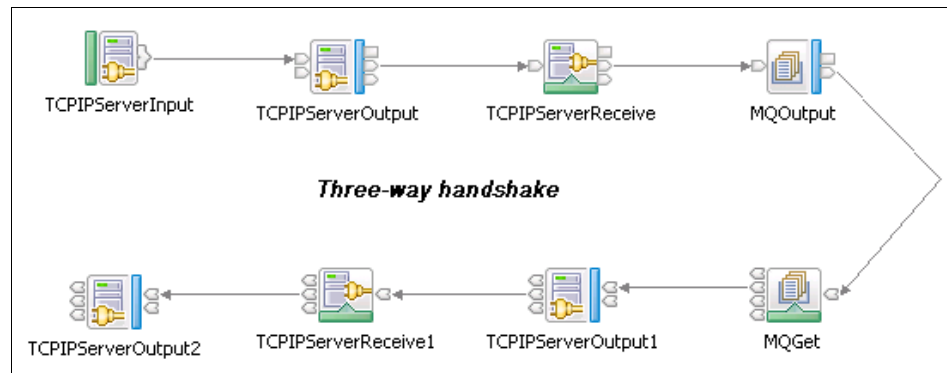 TCPIPServerInput
TCPIPServerOutput
TCPIPServerReceive
MQOutput
Three-way handshake
TCPIPServerOutput2
TCPIPServerReceive1
TCPIPServerOutput1
MQGet